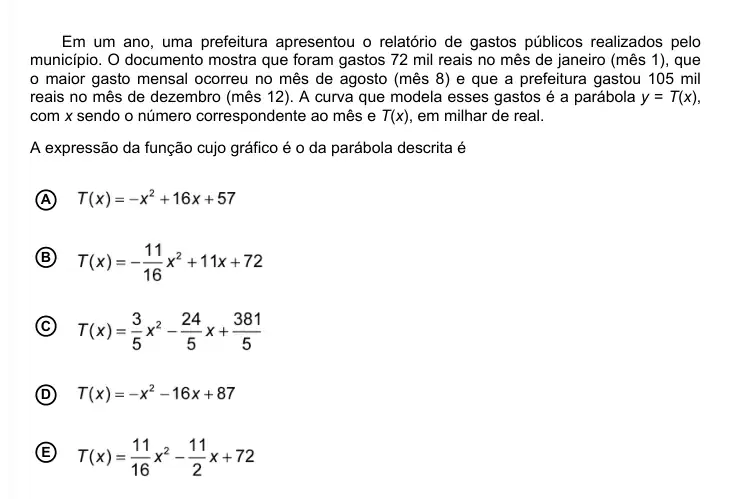 Em um ano, uma prefeitura apresentou o relatório de gastos públicos realizados pelo
município. O documento mostra que foram gastos 72 mil reais no mês de janeiro (mês 1), que
o maior gasto mensal ocorreu no mês de agosto (mês 8) e que a prefeitura gastou 105 mil
reais no mês de dezembro (mês 12). A curva que modela esses gastos é a parábola y = T(x),
com x sendo o número correspondente ao mês e T(x), em milhar de real.
A expressão da função cujo gráfico é o da parábola descrita é
A T(x) = −x² + 16x + 57
B T(x) = −11/16 x² + 11x + 72
C T(x) = 3/5 x² − 24/5 x + 381/5
D T(x) = −x² − 16x + 87
E T(x) = 11/16 x² − 11/2 x + 72